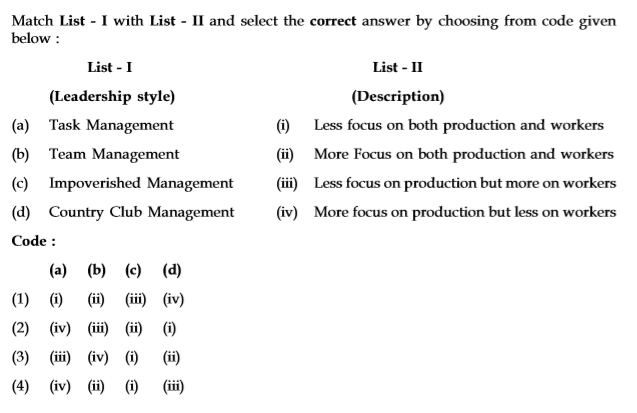 Match List - I with List - II and select the correct answer by choosing from code given
below :
List - I List - II
(Leadership style) (Description)
(a) Task Management (i) Less focus on both production and workers
(b) Team Management (ii) More Focus on both production and workers
(c) Impoverished Management (iii) Less focus on production but more on workers
(d) Country Club Management (iv) More focus on production but less on workers
Code :
(a) (b) (c) (d)
(1) (i) (ii) (iii) (iv)
(2) (iv) (iii) (ii) (i)
(3) (iii) (iv) (i) (ii)
(4) (iv) (ii) (i) (iii)